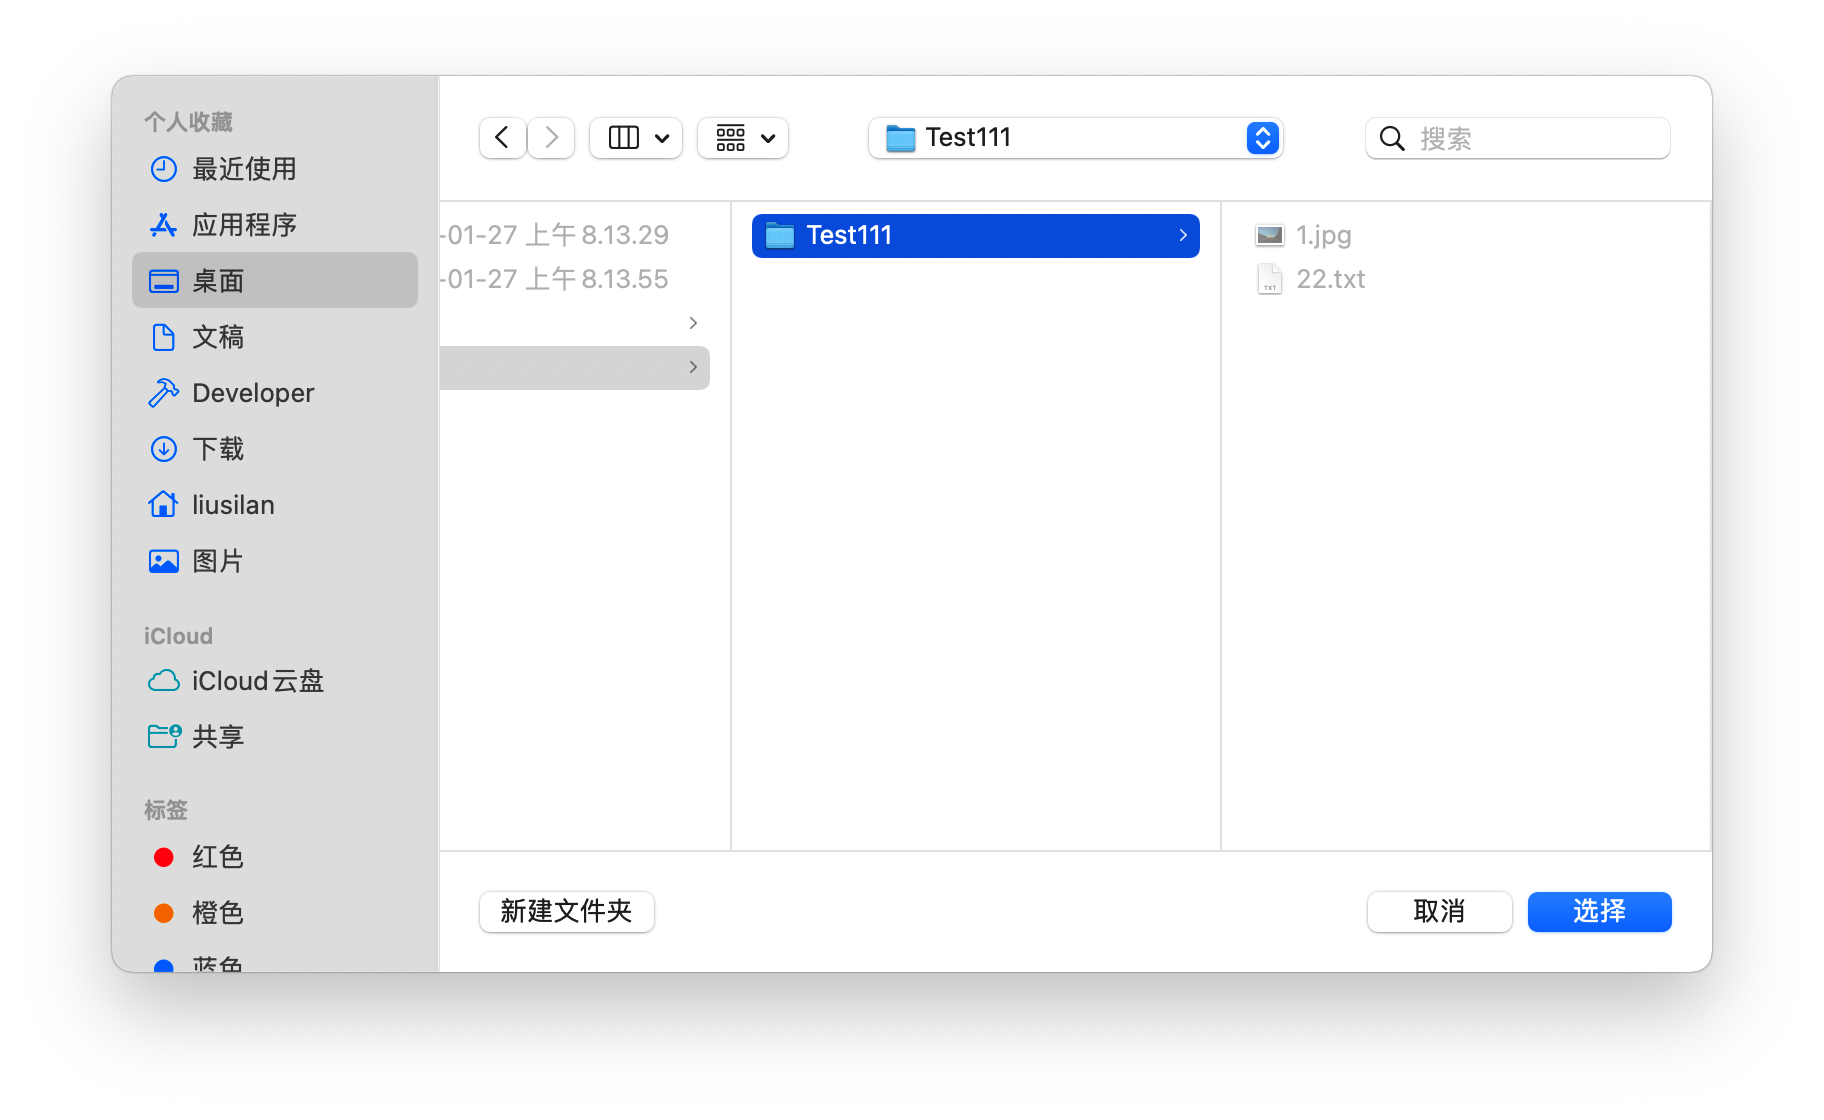 个人收藏
最近使用
应用程序
桌面
文稿
Developer
下载
liusilan
图片
iCloud
iCloud云盘
共享
标签
红色
橙色
蓝色
Test111
搜索
-01-27 上午8.13.29
-01-27 上午8.13.55
Test111
1.jpg
TXT
22.txt
新建文件夹
取消
选择